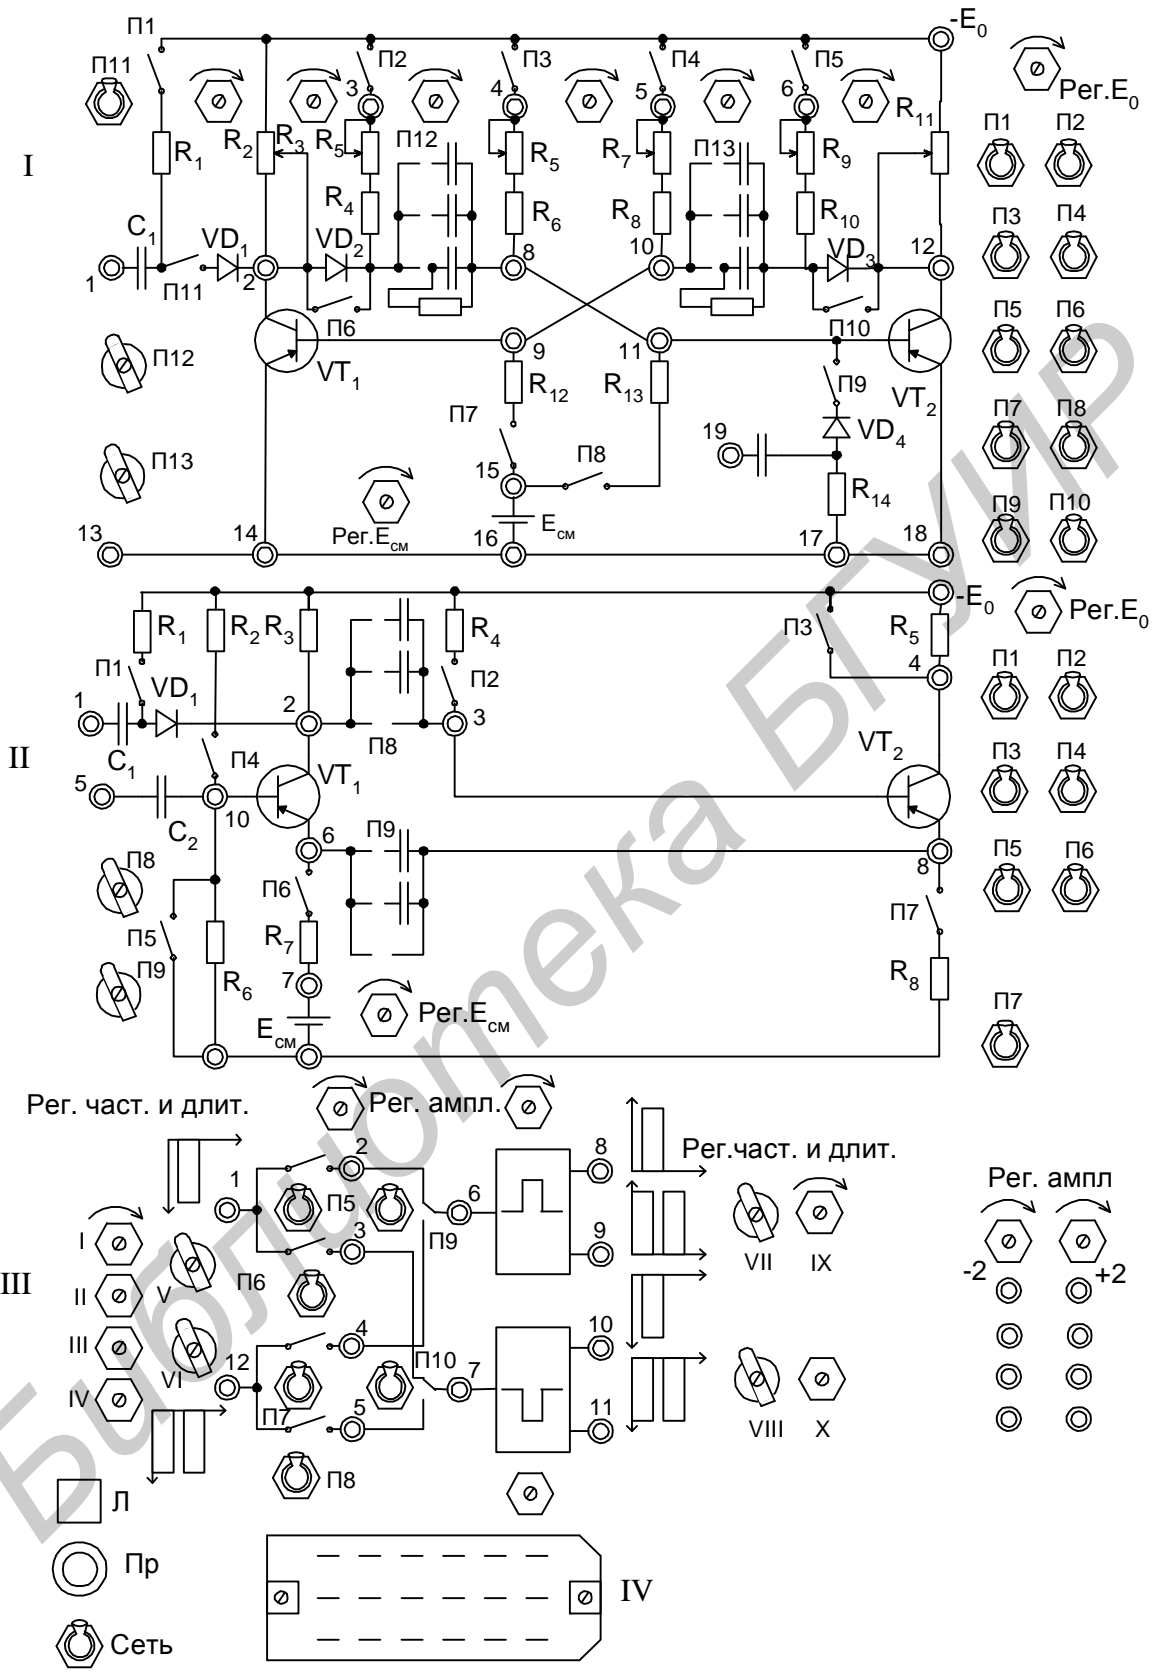 П1
-E0
П11
П2
П3
П4
П5
Рег.E0
3
4
5
6
R11
П1
П2
I
R1
R2
R3
R5
П12
R5
R7
П13
R9
R4
R6
R8
R10
П3
П4
C1
VD1
VD2
VD3
1
П11
2
8
10
12
П6
П10
П5
П6
П12
VT1
9
11
VT2
R12
R13
П9
П7
П8
П13
П7
19
VD4
П8
15
R14
Рег.Eсм
Eсм
П9
П10
13
14
16
17
18
-E0
Рег.E0
R1
R2
R3
R4
П3
R5
П1
VD1
П2
4
П1
П2
1
2
3
II
C1
П4
П8
VT1
VT2
П3
П4
5
C2
10
6
П9
8
П5
П6
П8
П6
П5
П7
П9
R6
R7
R8
7
Рег.Eсм
Eсм
П7
Рег. част. и длит.
Рег. ампл.
Рег.част. и длит.
Рег. ампл
1
2
8
I
П5
6
3
9
П9
VII
IX
-2
+2
III
II
V
П6
III
4
10
12
VI
П10
7
IV
П7
5
11
VIII
X
П8
Л
Пр
IV
Сеть
Библиотека БГУИР